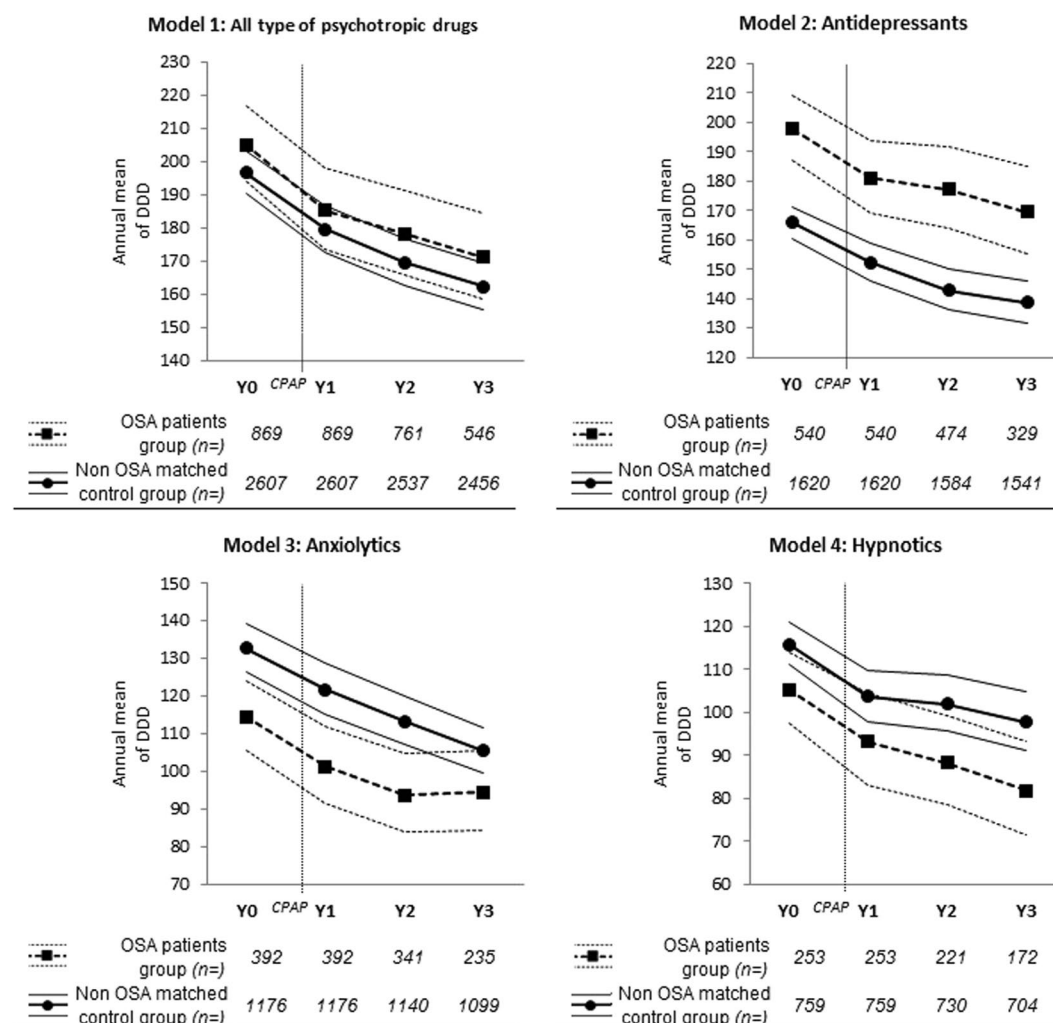 Model 1: All type of psychotropic drugs
Annual mean
of DDD
230
220
210
200
190
180
170
160
150
140
Y0 CPAP Y1 Y2 Y3
OSA patients
group (n=) 869 869 761 546
Non OSA matched
control group (n=) 2607 2607 2537 2456
Model 2: Antidepressants
Annual mean
of DDD
220
210
200
190
180
170
160
150
140
130
120
Y0 CPAP Y1 Y2 Y3
OSA patients
group (n=) 540 540 474 329
Non OSA matched
control group (n=) 1620 1620 1584 1541
Model 3: Anxiolytics
Annual mean
of DDD
150
140
130
120
110
100
90
80
70
Y0 CPAP Y1 Y2 Y3
OSA patients
group (n=) 392 392 341 235
Non OSA matched
control group (n=) 1176 1176 1140 1099
Model 4: Hypnotics
Annual mean
of DDD
130
120
110
100
90
80
70
60
Y0 CPAP Y1 Y2 Y3
OSA patients
group (n=) 253 253 221 172
Non OSA matched
control group (n=) 759 759 730 704